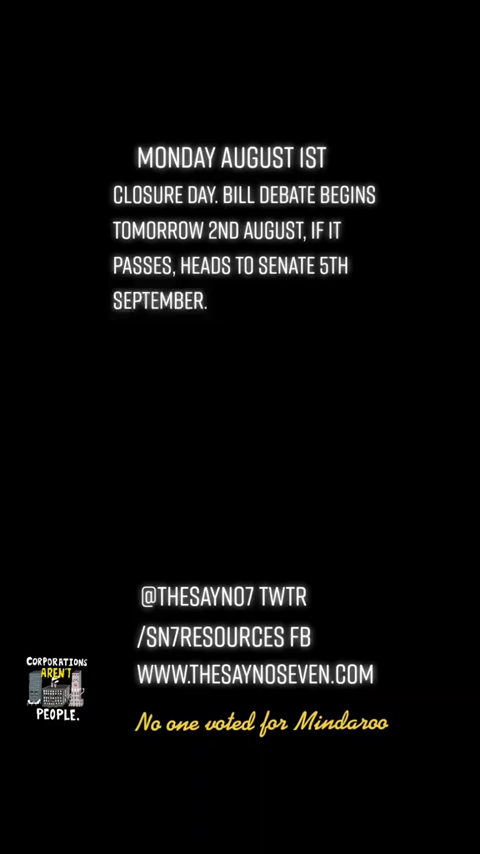 MONDAY AUGUST 1ST
CLOSURE DAY. BILL DEBATE BEGINS
TOMORROW 2ND AUGUST, IF IT
PASSES, HEADS TO SENATE 5TH
SEPTEMBER.
@THESAYNO7 TWTR
/SN7RESOURCES FB
WWW.THESAYNOSEVEN.COM
CORPORATIONS
AREN'T
PEOPLE.
No one voted for Mindaroo